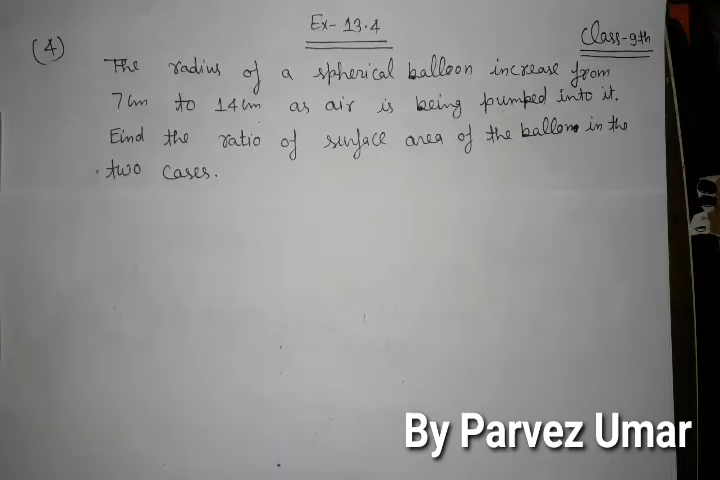 Ex- 13.4
Class-9th
(4) The radius of a spherical balloon increase from
7cm to 14cm as air is being pumped into it.
Find the ratio of surface area of the balloon in the
two cases.
By Parvez Umar